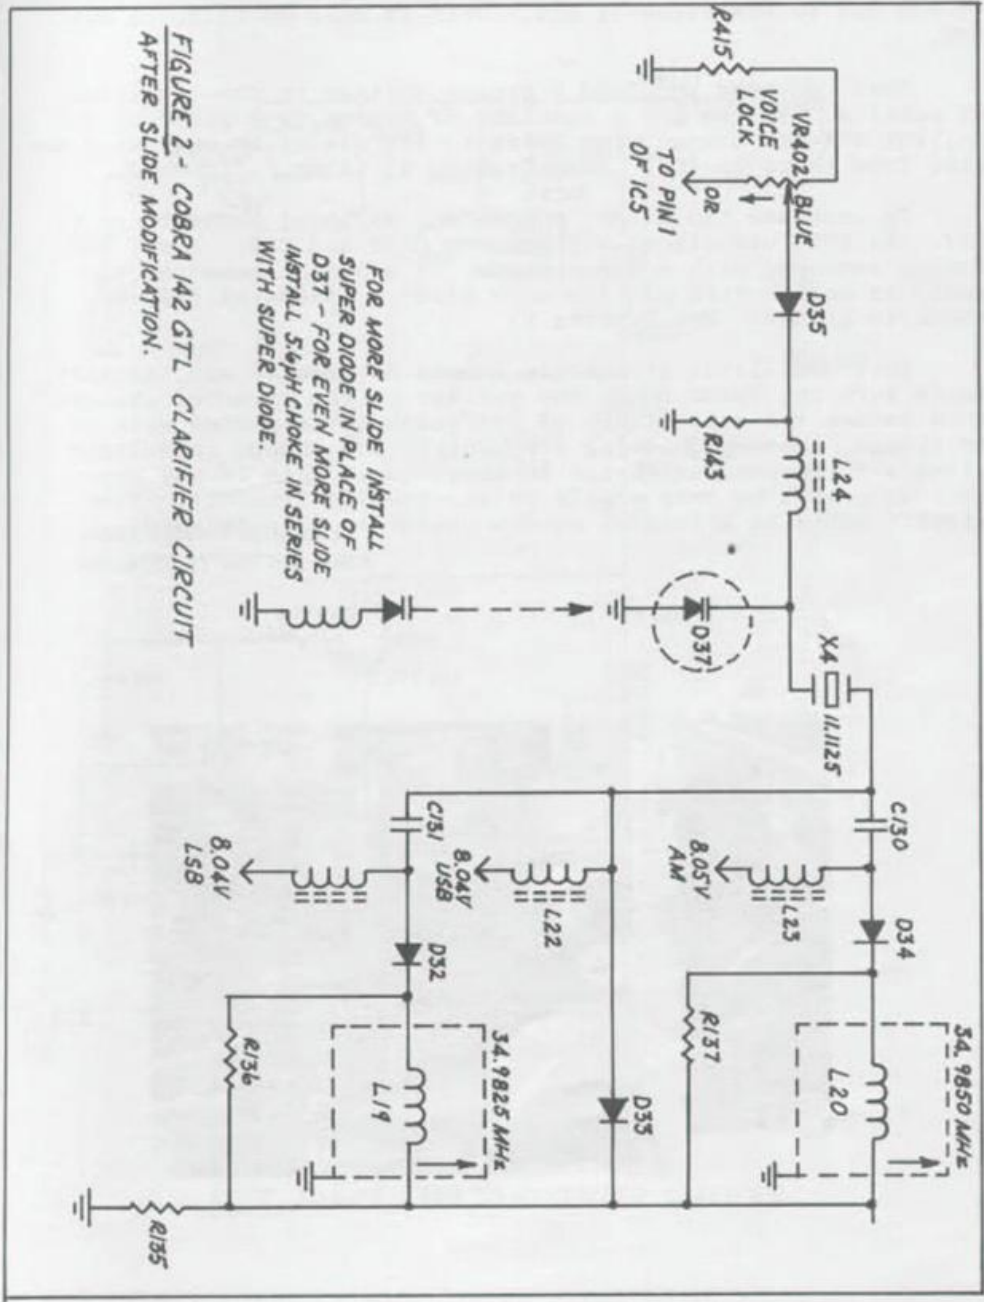 R415
VOICE
LOCK
VR402
BLUE
OR
TO PIN 1
OF IC5
D35
R143
L24
D37
X4
11.1125
C130
8.05V
AM
L23
D34
R137
34.9850 MHz
L20
8.04V
USB
L22
D33
C131
8.04V
LSB
D32
R136
34.9825 MHz
L19
R135
FOR MORE SLIDE INSTALL
SUPER DIODE IN PLACE OF
D37 - FOR EVEN MORE SLIDE
INSTALL 5.6µH CHOKE IN SERIES
WITH SUPER DIODE.
FIGURE 2 - COBRA 142 GTL CLARIFIER CIRCUIT
AFTER SLIDE MODIFICATION.